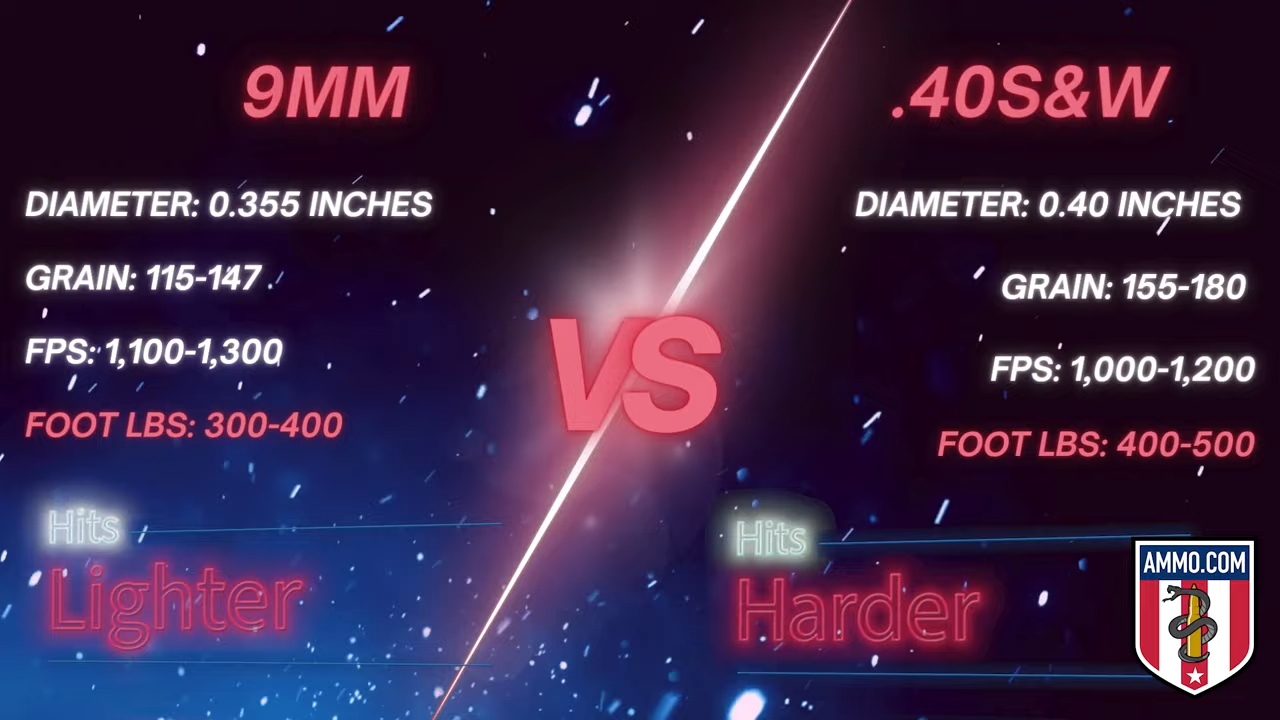 9MM
DIAMETER: 0.355 INCHES
GRAIN: 115-147
FPS: 1,100-1,300
FOOT LBS: 300-400
Hits
Lighter
VS
.40S&W
DIAMETER: 0.40 INCHES
GRAIN: 155-180
FPS: 1,000-1,200
FOOT LBS: 400-500
Hits
Harder
AMMO.COM